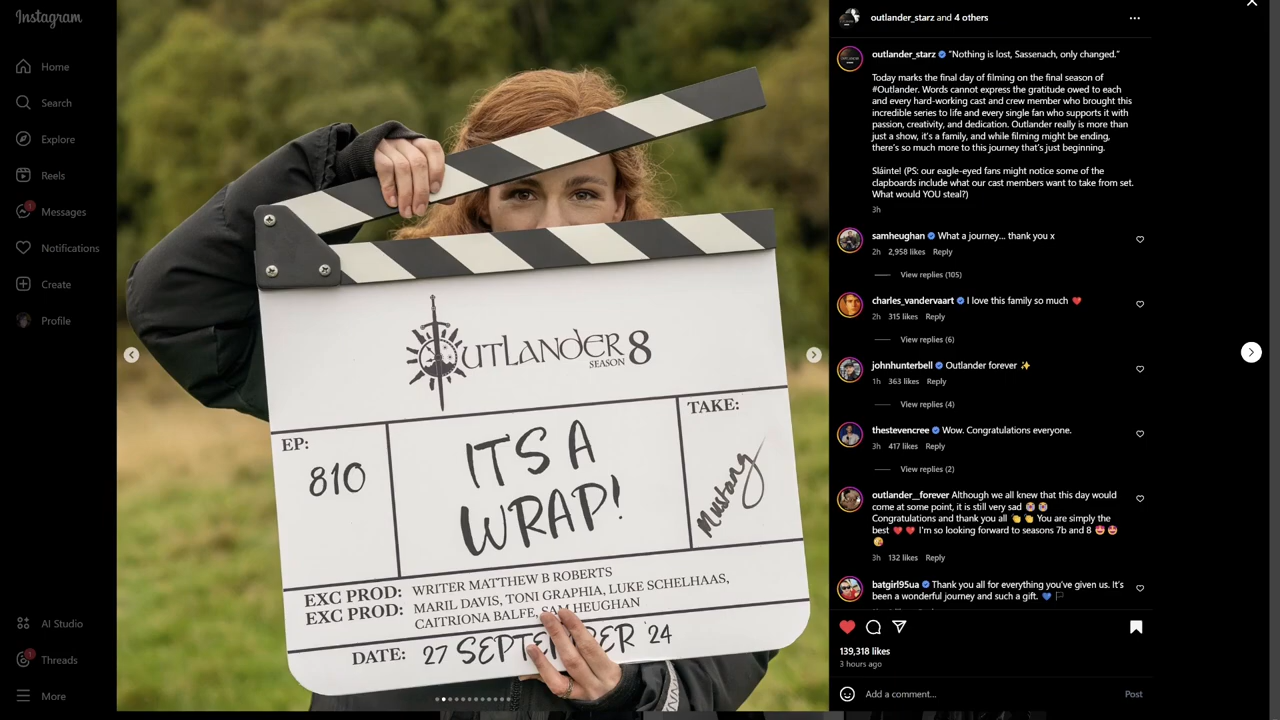 Instagram
Home
Search
Explore
Reels
1
Messages
Notifications
Create
Profile
AI Studio
1
Threads
More
OUTLANDER
SEASON 8
EP:
810
ITS A
WRAP!
TAKE:
Mustang
EXC PROD: WRITER MATTHEW B ROBERTS
EXC PROD: MARIL DAVIS, TONI GRAPHIA, LUKE SCHELHAAS,
CAITRIONA BALFE, SAM HEUGHAN
DATE: 27 SEPTEMBER '24
outlander_starz and 4 others
outlander_starz "Nothing is lost, Sassenach, only changed."
Today marks the final day of filming on the final season of
#Outlander. Words cannot express the gratitude owed to each
and every hard-working cast and crew member who brought this
incredible series to life and every single fan who supports it with
passion, creativity, and dedication. Outlander really is more than
just a show, it's a family, and while filming might be ending,
there's so much more to this journey that's just beginning.
Sláinte! (PS: our eagle-eyed fans might notice some of the
clapboards include what our cast members want to take from set.
What would YOU steal?)
3h
samheughan What a journey... thank you x
2h 2,958 likes Reply
View replies (105)
charles_vandervaart I love this family so much ❤️
2h 315 likes Reply
View replies (6)
johnhunterbell Outlander forever ✨
1h 363 likes Reply
View replies (4)
thestevencree Wow. Congratulations everyone.
3h 417 likes Reply
View replies (2)
outlander__forever Although we all knew that this day would
come at some point, it is still very sad 😭 😭
Congratulations and thank you all 👏 👏 You are simply the
best ❤️ ❤️ I'm so looking forward to seasons 7b and 8 🤩 🤩
😘
3h 132 likes Reply
batgirl95ua Thank you all for everything you've given us. It's
been a wonderful journey and such a gift. 💙 🏳
139,318 likes
3 hours ago
Add a comment...
Post